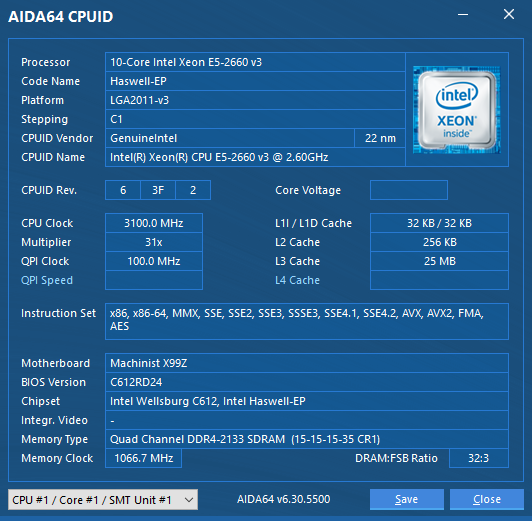 AIDA64 CPUID
Processor 10-Core Intel Xeon E5-2660 v3
Code Name Haswell-EP
Platform LGA2011-v3
Stepping C1
CPUID Vendor GenuineIntel 22 nm
CPUID Name Intel(R) Xeon(R) CPU E5-2660 v3 @ 2.60GHz
intel
XEON®
inside™
CPUID Rev. 6 3F 2 Core Voltage
CPU Clock 3100.0 MHz L1I / L1D Cache 32 KB / 32 KB
Multiplier 31x L2 Cache 256 KB
QPI Clock 100.0 MHz L3 Cache 25 MB
QPI Speed L4 Cache
Instruction Set x86, x86-64, MMX, SSE, SSE2, SSE3, SSSE3, SSE4.1, SSE4.2, AVX, AVX2, FMA,
AES
Motherboard Machinist X99Z
BIOS Version C612RD24
Chipset Intel Wellsburg C612, Intel Haswell-EP
Integr. Video -
Memory Type Quad Channel DDR4-2133 SDRAM (15-15-15-35 CR1)
Memory Clock 1066.7 MHz DRAM:FSB Ratio 32:3
CPU #1 / Core #1 / SMT Unit #1 AIDA64 v6.30.5500 Save Close